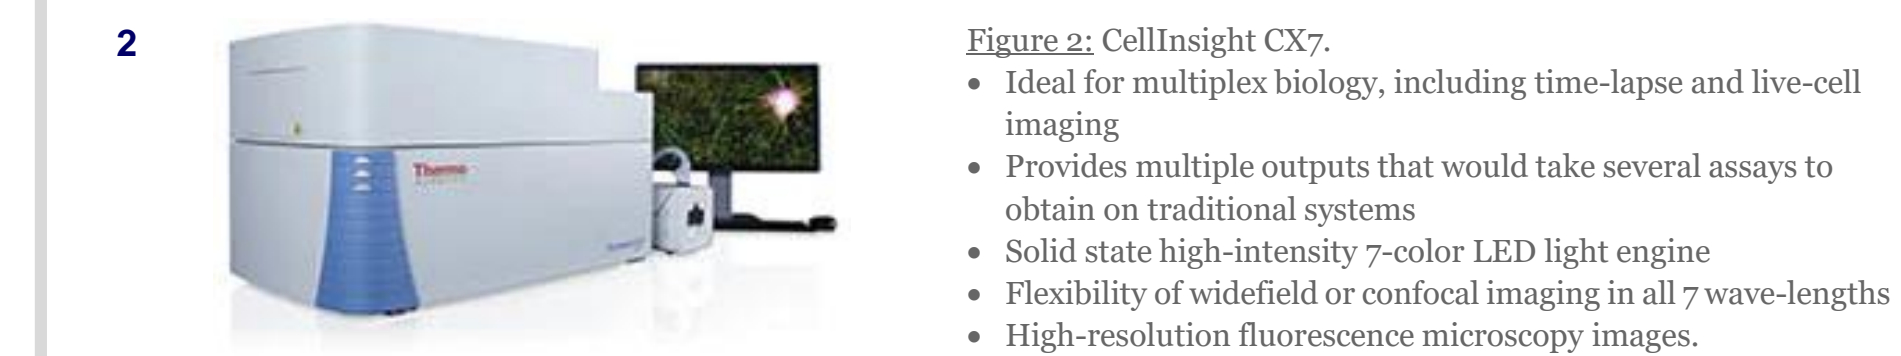 2
Figure 2: CellInsight CX7.
• Ideal for multiplex biology, including time-lapse and live-cell
imaging
• Provides multiple outputs that would take several assays to
obtain on traditional systems
• Solid state high-intensity 7-color LED light engine
• Flexibility of widefield or confocal imaging in all 7 wave-lengths
• High-resolution fluorescence microscopy images.
Thermo